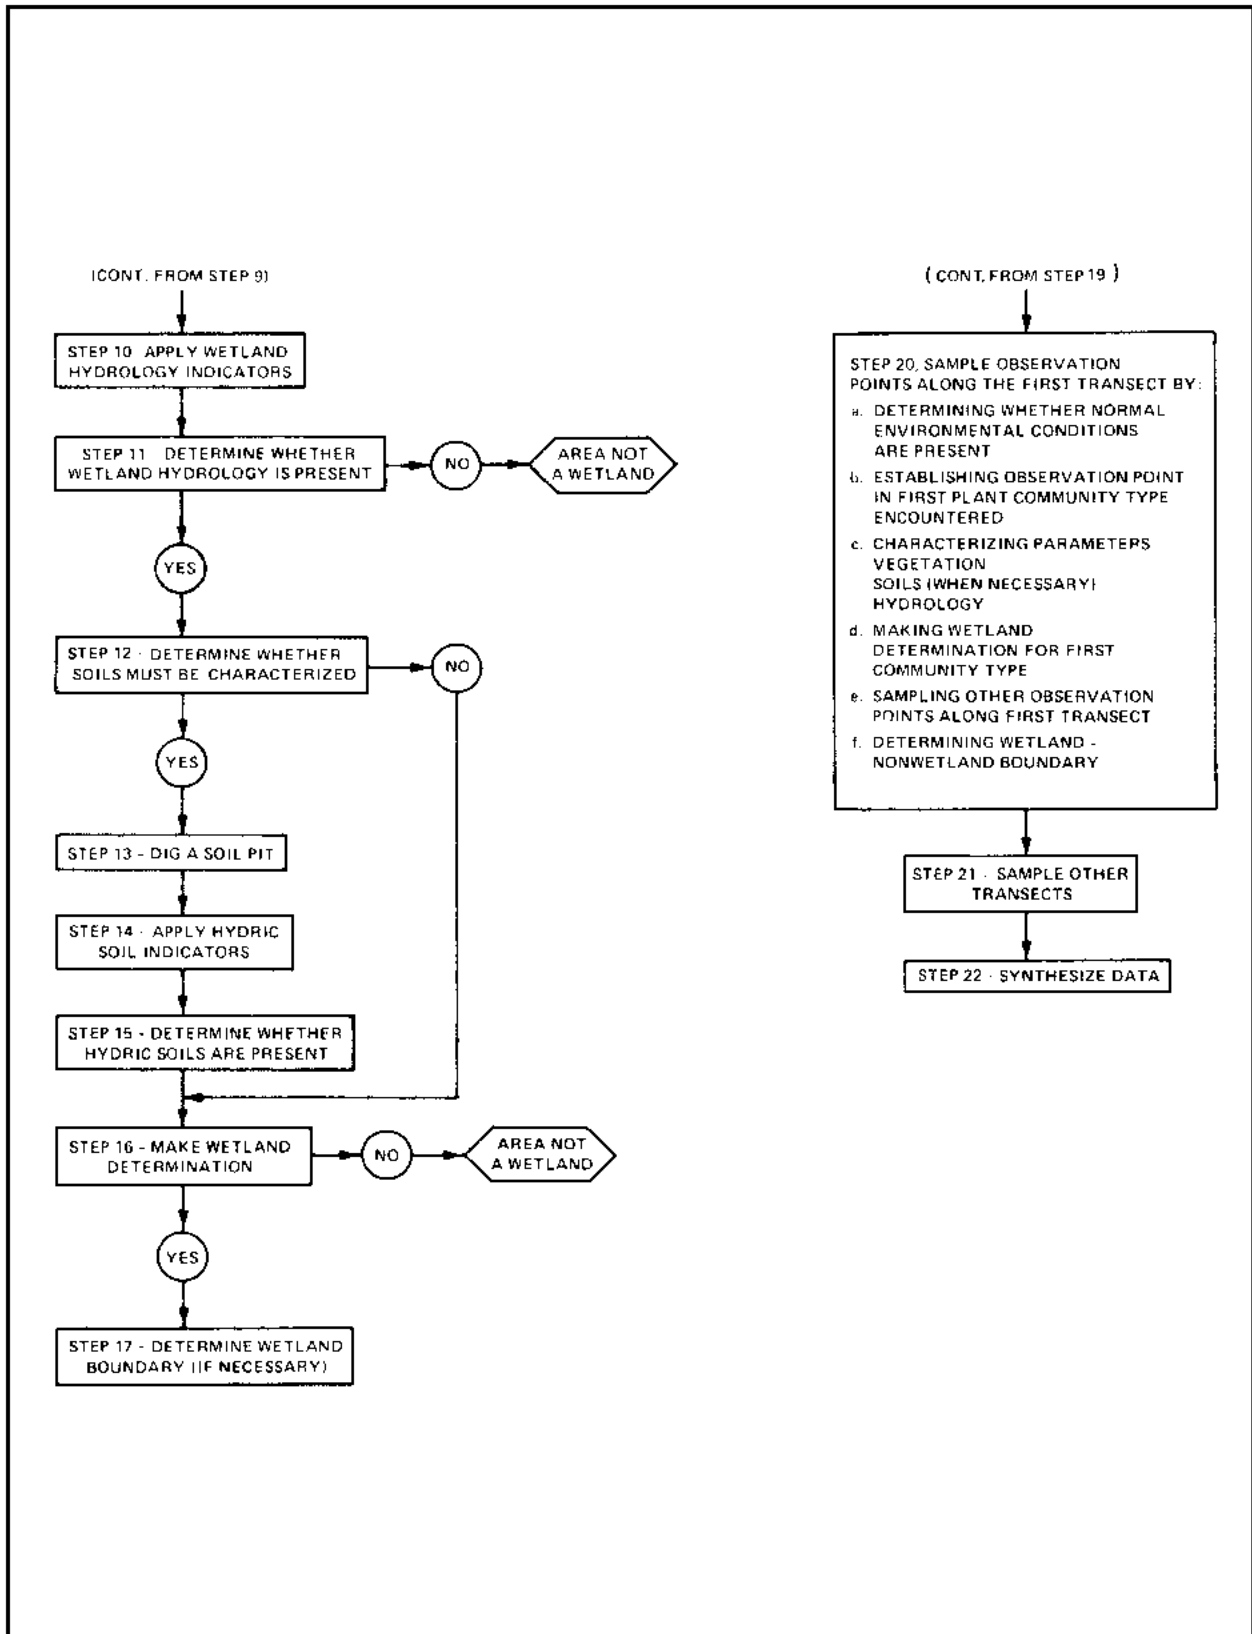 (CONT. FROM STEP 9)
STEP 10 - APPLY WETLAND
HYDROLOGY INDICATORS
STEP 11 - DETERMINE WHETHER
WETLAND HYDROLOGY IS PRESENT
NO
AREA NOT
A WETLAND
YES
STEP 12 - DETERMINE WHETHER
SOILS MUST BE CHARACTERIZED
NO
YES
STEP 13 - DIG A SOIL PIT
STEP 14 - APPLY HYDRIC
SOIL INDICATORS
STEP 15 - DETERMINE WHETHER
HYDRIC SOILS ARE PRESENT
STEP 16 - MAKE WETLAND
DETERMINATION
NO
AREA NOT
A WETLAND
YES
STEP 17 - DETERMINE WETLAND
BOUNDARY (IF NECESSARY)
( CONT. FROM STEP 19 )
STEP 20, SAMPLE OBSERVATION
POINTS ALONG THE FIRST TRANSECT BY:
a. DETERMINING WHETHER NORMAL
ENVIRONMENTAL CONDITIONS
ARE PRESENT
b. ESTABLISHING OBSERVATION POINT
IN FIRST PLANT COMMUNITY TYPE
ENCOUNTERED
c. CHARACTERIZING PARAMETERS
VEGETATION
SOILS (WHEN NECESSARY)
HYDROLOGY
d. MAKING WETLAND
DETERMINATION FOR FIRST
COMMUNITY TYPE
e. SAMPLING OTHER OBSERVATION
POINTS ALONG FIRST TRANSECT
f. DETERMINING WETLAND -
NONWETLAND BOUNDARY
STEP 21 - SAMPLE OTHER
TRANSECTS
STEP 22 - SYNTHESIZE DATA